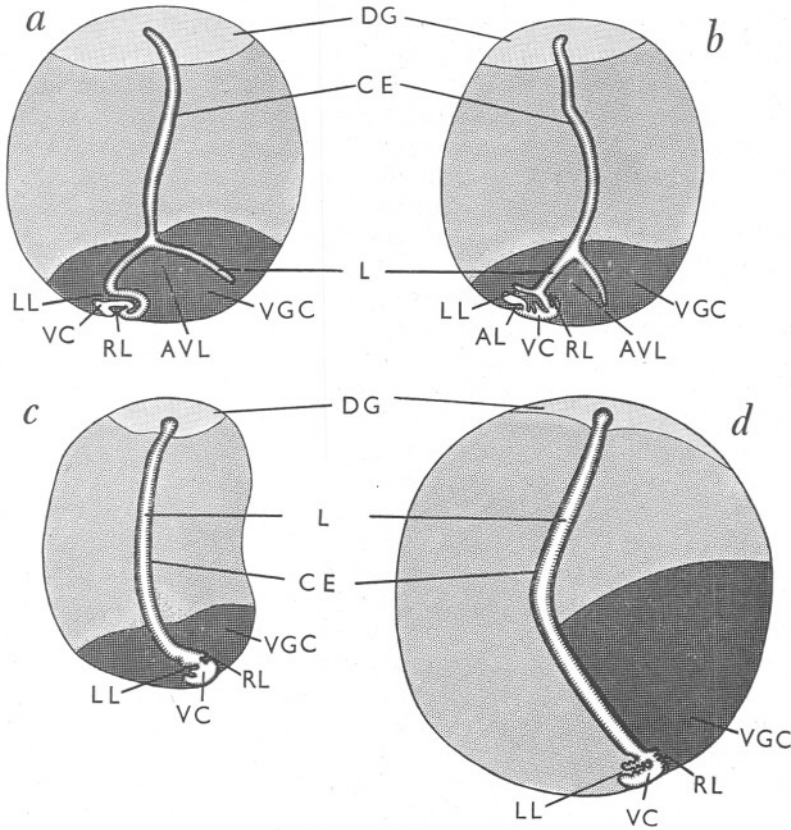 a DG b
CE
L
LL VGC LL VGC
VC RL AVL AL VC RL AVL
c DG d
L
CE
VGC
LL RL
VC
VGC
LL RL
VC